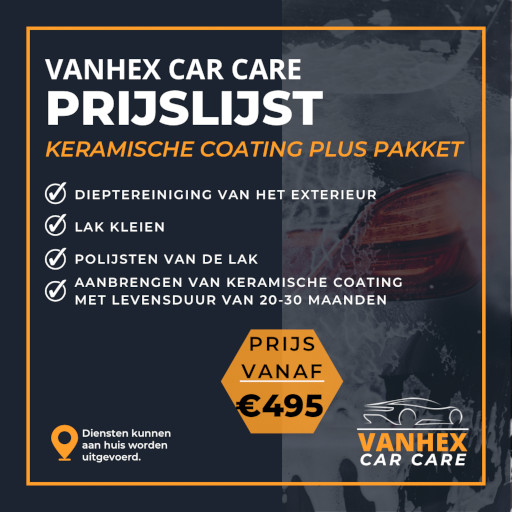 VANHEX CAR CARE
PRIJSLIJST
KERAMISCHE COATING PLUS PAKKET
DIEPTEREINIGING VAN HET EXTERIEUR
LAK KLEIEN
POLIJSTEN VAN DE LAK
AANBRENGEN VAN KERAMISCHE COATING
MET LEVENSDUUR VAN 20-30 MAANDEN
PRIJS
VANAF
€495
Diensten kunnen
aan huis worden
uitgevoerd.
VANHEX
CAR CARE